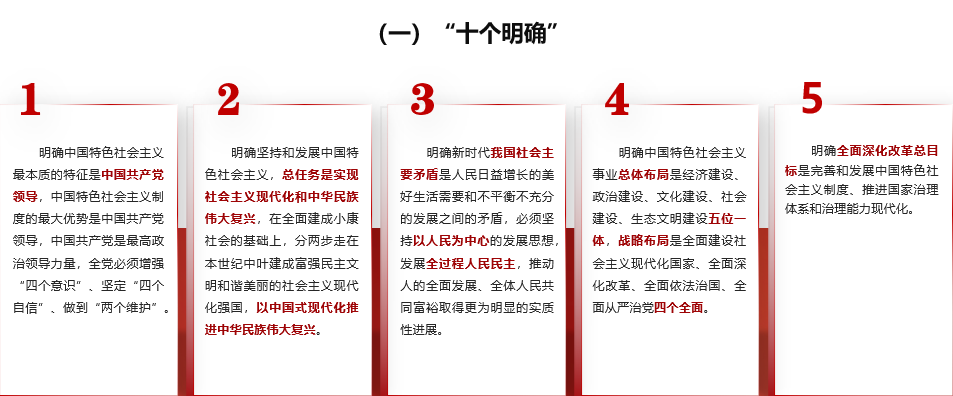 （一）“十个明确”
1
明确中国特色社会主义
最本质的特征是中国共产党
领导，中国特色社会主义制
度的最大优势是中国共产党
领导，中国共产党是最高政
治领导力量，全党必须增强
“四个意识”、坚定“四个
自信”、做到“两个维护”。
2
明确坚持和发展中国特
色社会主义，总任务是实现
社会主义现代化和中华民族
伟大复兴，在全面建成小康
社会的基础上，分两步走在
本世纪中叶建成富强民主文
明和谐美丽的社会主义现代
化强国，以中国式现代化推
进中华民族伟大复兴。
3
明确新时代我国社会主
要矛盾是人民日益增长的美
好生活需要和不平衡不充分
的发展之间的矛盾，必须坚
持以人民为中心的发展思想，
发展全过程人民民主，推动
人的全面发展、全体人民共
同富裕取得更为明显的实质
性进展。
4
明确中国特色社会主义
事业总体布局是经济建设、
政治建设、文化建设、社会
建设、生态文明建设五位一
体，战略布局是全面建设社
会主义现代化国家、全面深
化改革、全面依法治国、全
面从严治党四个全面。
5
明确全面深化改革总目
标是完善和发展中国特色社
会主义制度、推进国家治理
体系和治理能力现代化。